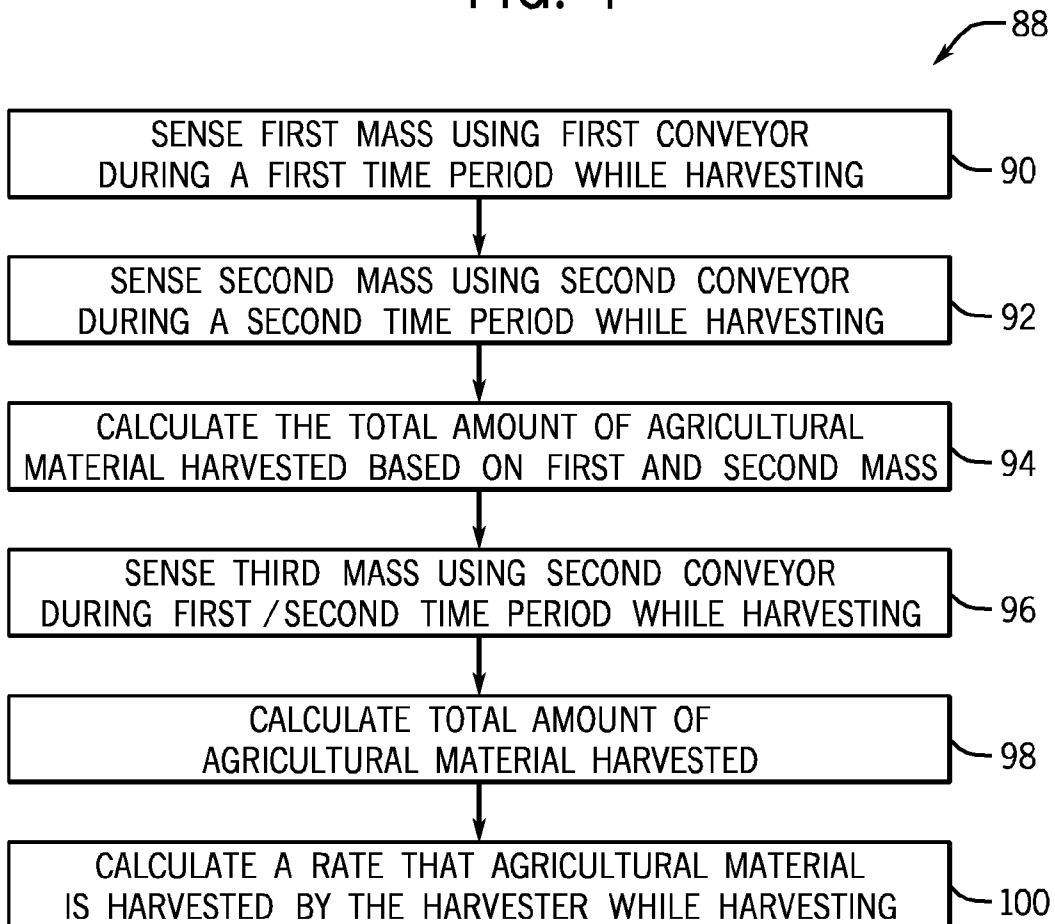 FIG.
88
SENSE FIRST MASS USING FIRST CONVEYOR
DURING A FIRST TIME PERIOD WHILE HARVESTING
90
SENSE SECOND MASS USING SECOND CONVEYOR
DURING A SECOND TIME PERIOD WHILE HARVESTING
92
CALCULATE THE TOTAL AMOUNT OF AGRICULTURAL
MATERIAL HARVESTED BASED ON FIRST AND SECOND MASS
94
SENSE THIRD MASS USING SECOND CONVEYOR
DURING FIRST / SECOND TIME PERIOD WHILE HARVESTING
96
CALCULATE TOTAL AMOUNT OF
AGRICULTURAL MATERIAL HARVESTED
98
CALCULATE A RATE THAT AGRICULTURAL MATERIAL
IS HARVESTED BY THE HARVESTER WHILE HARVESTING
100